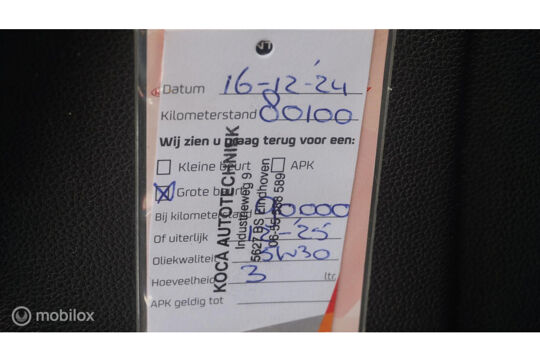 Datum 16-12-'24
Kilometerstand 80100
Wij zien u graag terug voor een:
Kleine beurt APK
Grote beurt
Bij kilometerstand
Of uiterlijk 12-'25
Oliekwaliteit 5W30
Hoeveelheid 3 ltr.
APK geldig tot
KOCA AUTOTECHNIEK
Industrieweg 9
5627 BS Eindhoven
mobilox